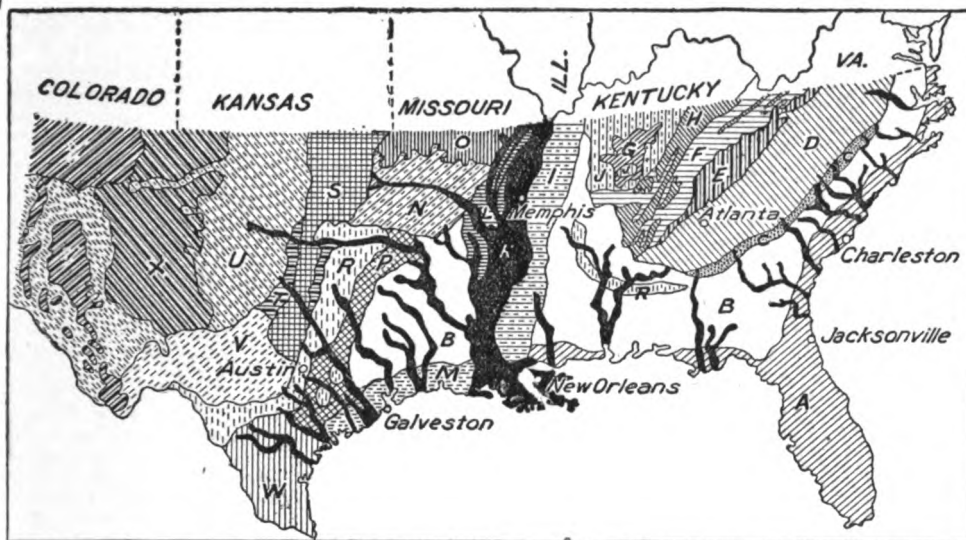 COLORADO
KANSAS
MISSOURI
ILL.
KENTUCKY
VA.
O
H
G
F
D
S
J
E
I
L
Memphis
N
Atlanta
K
X
U
R
P
Charleston
T
R
B
B
V
Jacksonville
Austin
M
New Orleans
A
Galveston
W